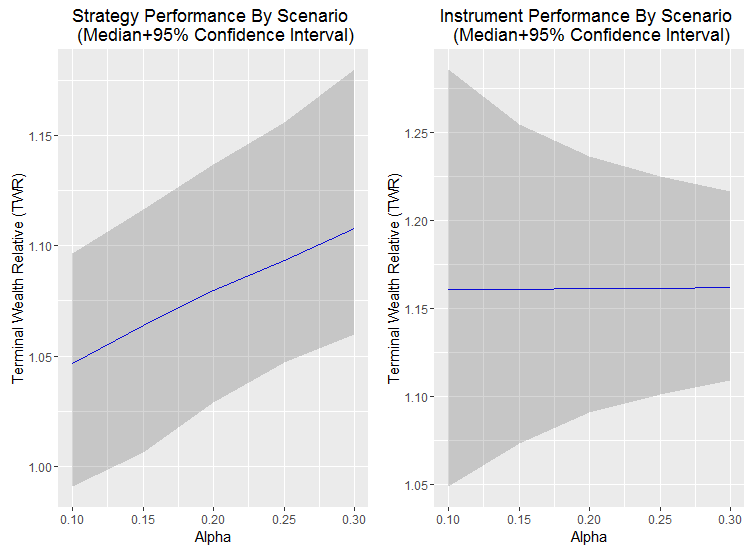 Strategy Performance By Scenario
(Median+95% Confidence Interval)
Terminal Wealth Relative (TWR)
1.15
1.10
1.05
1.00
0.10 0.15 0.20 0.25 0.30
Alpha
Instrument Performance By Scenario
(Median+95% Confidence Interval)
Terminal Wealth Relative (TWR)
1.25
1.20
1.15
1.10
1.05
0.10 0.15 0.20 0.25 0.30
Alpha